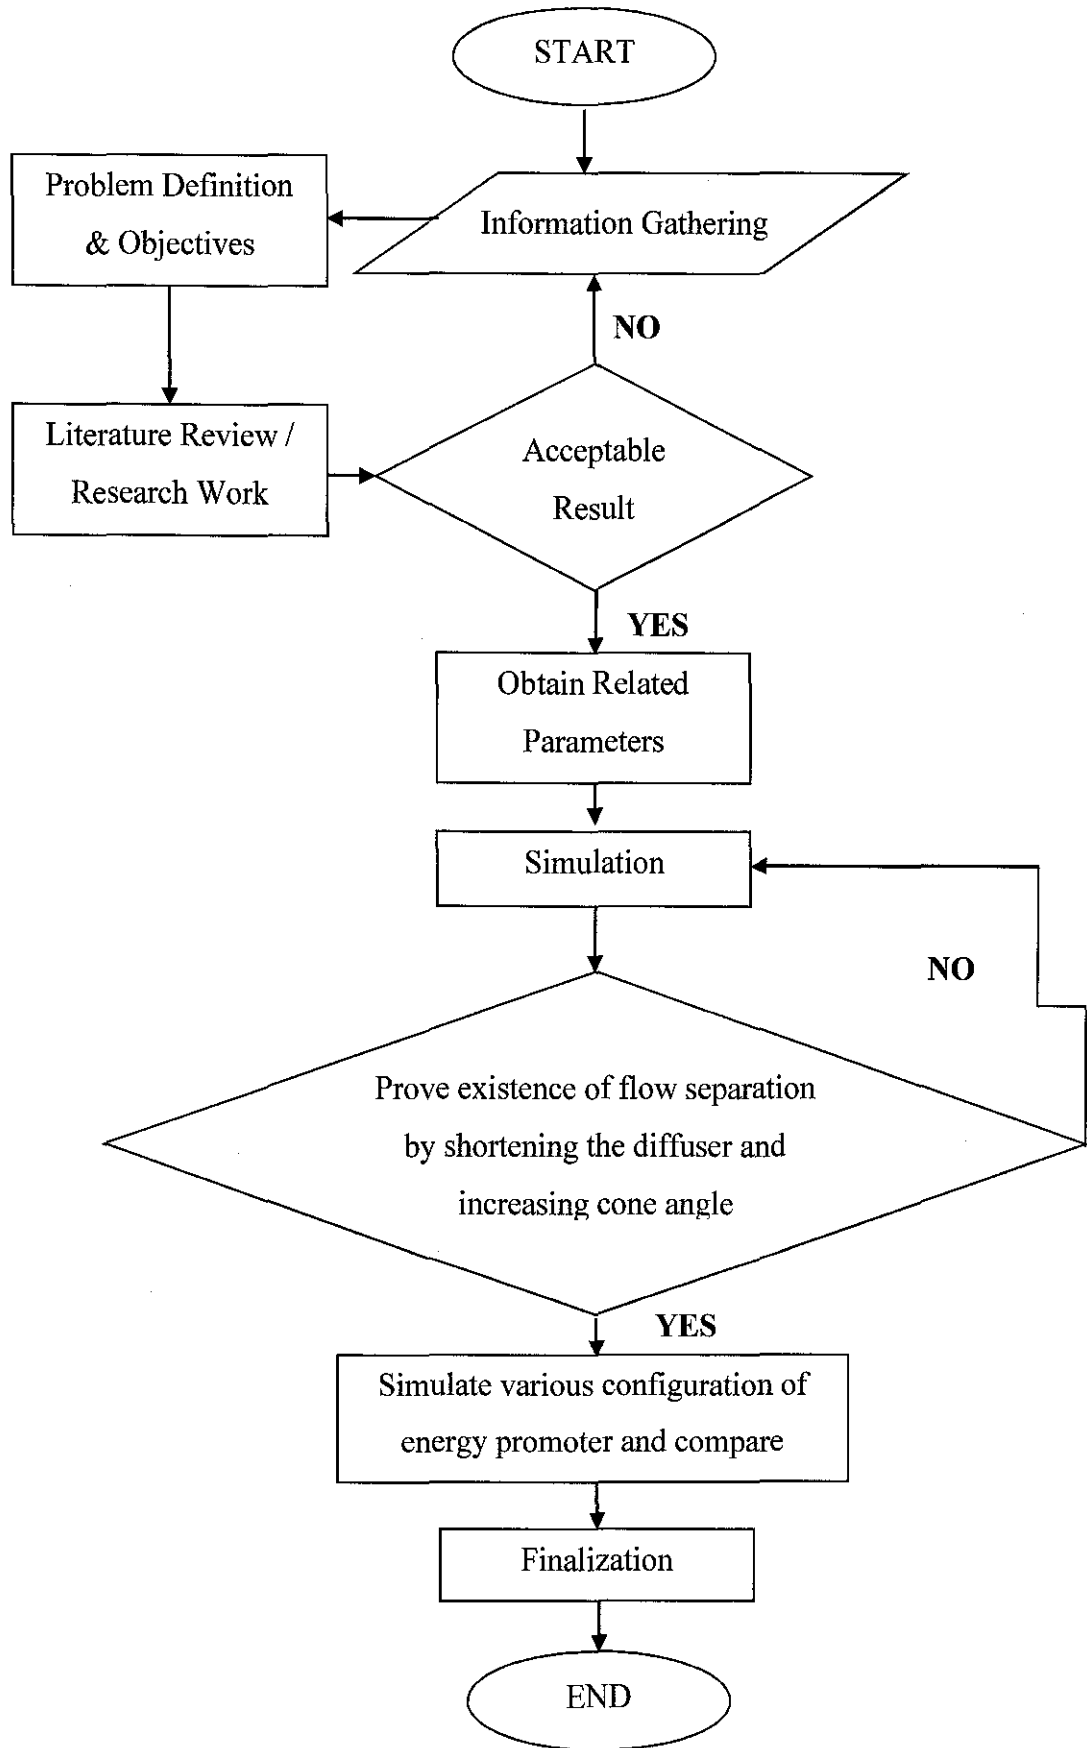 START
Information Gathering
Problem Definition
& Objectives
Literature Review /
Research Work
NO
Acceptable
Result
YES
Obtain Related
Parameters
Simulation
NO
Prove existence of flow separation
by shortening the diffuser and
increasing cone angle
YES
Simulate various configuration of
energy promoter and compare
Finalization
END